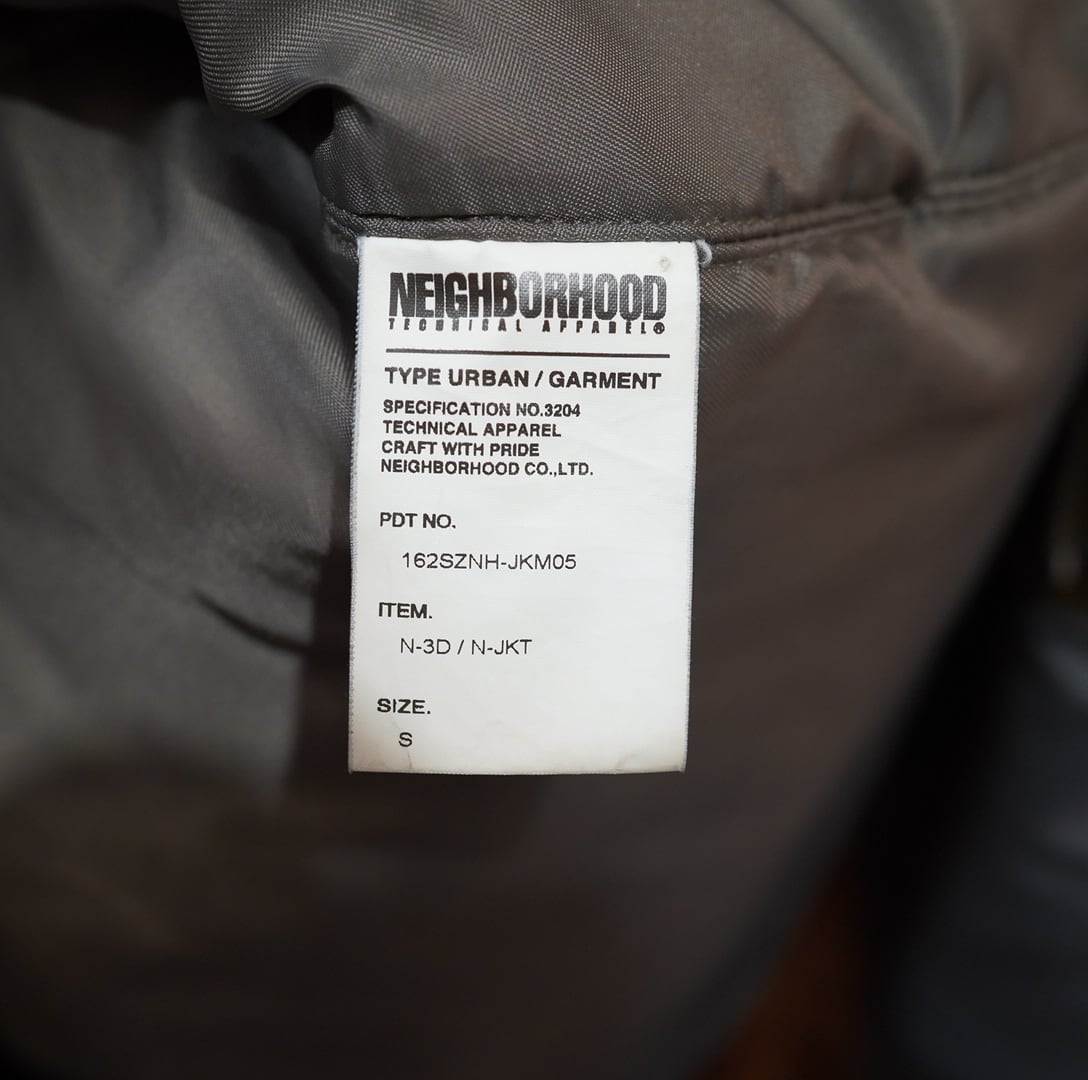 NEIGHBORHOOD
TECHNICAL APPAREL®
TYPE URBAN / GARMENT
SPECIFICATION NO.3204
TECHNICAL APPAREL
CRAFT WITH PRIDE
NEIGHBORHOOD CO.,LTD.
PDT NO.
162SZNH-JKM05
ITEM.
N-3D / N-JKT
SIZE.
S